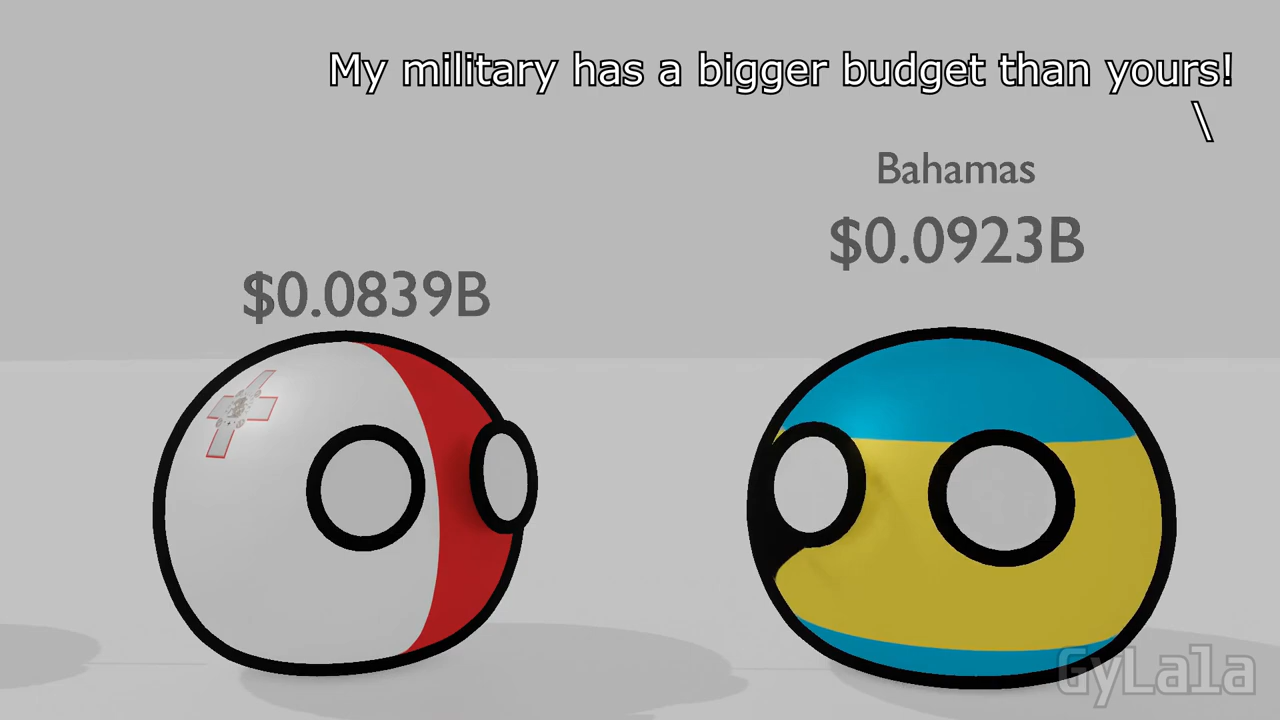 My military has a bigger budget than yours!
\
Bahamas
$0.0923B
$0.0839B
GyLala